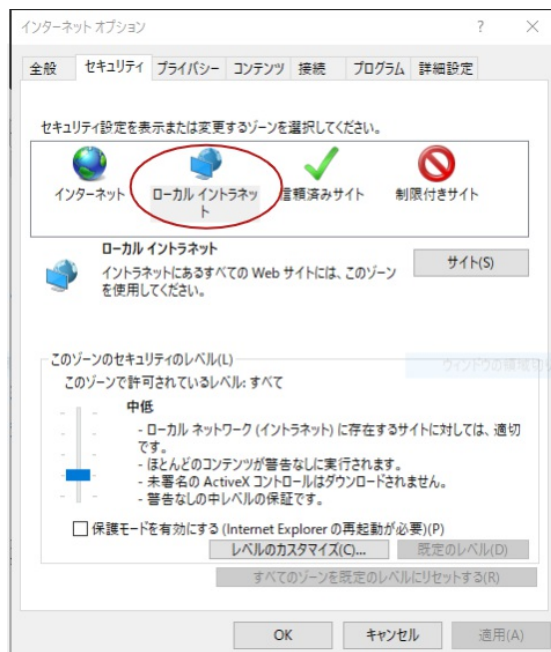 インターネット オプション
?
×
全般 セキュリティ プライバシー コンテンツ 接続 プログラム 詳細設定
セキュリティ設定を表示または変更するゾーンを選択してください。
インターネット
ローカル イントラネッ
ト
信頼済みサイト
制限付きサイト
ローカル イントラネット
イントラネットにあるすべての Web サイトには、このゾーン
を使用してください。
サイト(S)
このゾーンのセキュリティのレベル(L)
ウィンドウの領域切り
このゾーンで許可されているレベル: すべて
中低
- ローカル ネットワーク (イントラネット) に存在するサイトに対しては、適切
です。
- ほとんどのコンテンツが警告なしに実行されます。
- 未署名の ActiveX コントロールはダウンロードされません。
- 警告なしの中レベルの保証です。
保護モードを有効にする (Internet Explorer の再起動が必要)(P)
レベルのカスタマイズ(C)... 既定のレベル(D)
すべてのゾーンを既定のレベルにリセットする(R)
OK キャンセル 適用(A)